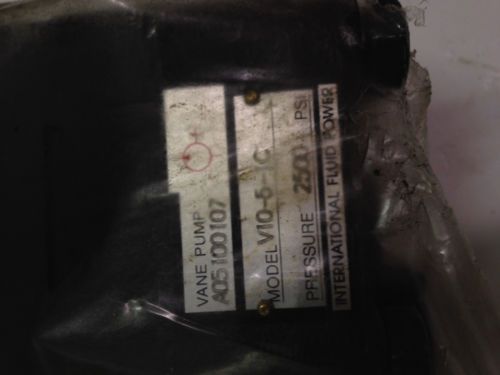 VANE PUMP
A05100107
MODEL V10-5-1C
PRESSURE 2500 PSI
INTERNATIONAL FLUID POWER